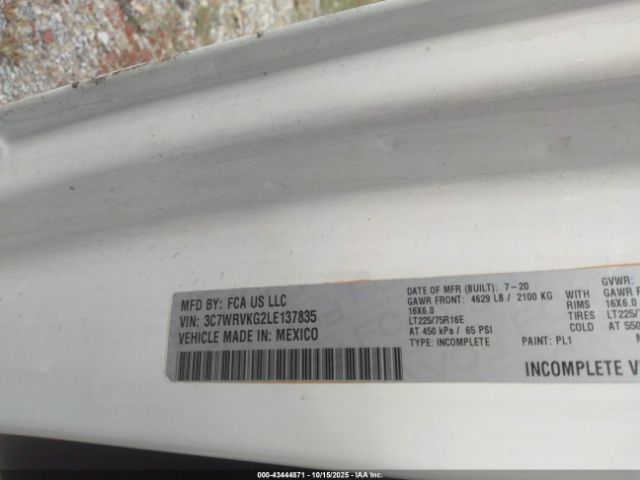 MFD BY: FCA US LLC
VIN: 3C7WRVKG2LE137835
VEHICLE MADE IN: MEXICO
DATE OF MFR (BUILT): 7-20
GAWR FRONT: 4629 LB / 2100 KG
16X6.0
LT225/75R16E
AT 450 kPa / 65 PSI
TYPE: INCOMPLETE PAINT: PL1
GVWR:
GAWR R
WITH 16X6.0
RIMS
TIRES LT225/7
COLD AT 550
INCOMPLETE V
000-43444871 - 10/15/2025 - IAA Inc.